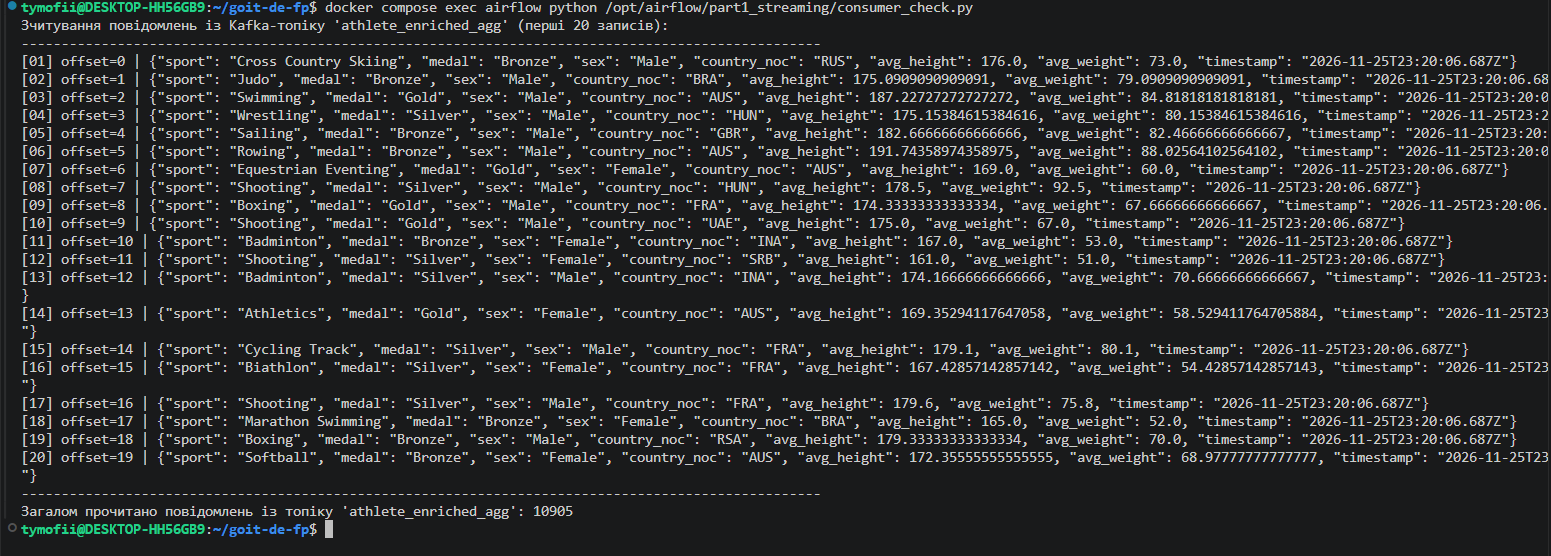 tymofii@DESKTOP-HH56GB9:~/goit-de-fp$ docker compose exec airflow python /opt/airflow/part1_streaming/consumer_check.py
Зчитування повідомлень із Kafka-топіку 'athlete_enriched_agg' (перші 20 записів):
----------------------------------------------------------------------------------------------------
[01] offset=0 | {"sport": "Cross Country Skiing", "medal": "Bronze", "sex": "Male", "country_noc": "RUS", "avg_height": 176.0, "avg_weight": 73.0, "timestamp": "2026-11-25T23:20:06.687Z"}
[02] offset=1 | {"sport": "Judo", "medal": "Bronze", "sex": "Male", "country_noc": "BRA", "avg_height": 175.0909090909091, "avg_weight": 79.0909090909091, "timestamp": "2026-11-25T23:20:06.68
[03] offset=2 | {"sport": "Swimming", "medal": "Gold", "sex": "Male", "country_noc": "AUS", "avg_height": 187.22727272727272, "avg_weight": 84.81818181818181, "timestamp": "2026-11-25T23:20:0
[04] offset=3 | {"sport": "Wrestling", "medal": "Silver", "sex": "Male", "country_noc": "HUN", "avg_height": 175.15384615384616, "avg_weight": 80.15384615384616, "timestamp": "2026-11-25T23:2
[05] offset=4 | {"sport": "Sailing", "medal": "Bronze", "sex": "Male", "country_noc": "GBR", "avg_height": 182.66666666666666, "avg_weight": 82.46666666666667, "timestamp": "2026-11-25T23:20:
[06] offset=5 | {"sport": "Rowing", "medal": "Bronze", "sex": "Male", "country_noc": "AUS", "avg_height": 191.74358974358975, "avg_weight": 88.02564102564102, "timestamp": "2026-11-25T23:20:0
[07] offset=6 | {"sport": "Equestrian Eventing", "medal": "Gold", "sex": "Female", "country_noc": "AUS", "avg_height": 169.0, "avg_weight": 60.0, "timestamp": "2026-11-25T23:20:06.687Z"}
[08] offset=7 | {"sport": "Shooting", "medal": "Silver", "sex": "Male", "country_noc": "HUN", "avg_height": 178.5, "avg_weight": 92.5, "timestamp": "2026-11-25T23:20:06.687Z"}
[09] offset=8 | {"sport": "Boxing", "medal": "Gold", "sex": "Male", "country_noc": "FRA", "avg_height": 174.33333333333334, "avg_weight": 67.66666666666667, "timestamp": "2026-11-25T23:20:06.
[10] offset=9 | {"sport": "Shooting", "medal": "Gold", "sex": "Male", "country_noc": "UAE", "avg_height": 175.0, "avg_weight": 67.0, "timestamp": "2026-11-25T23:20:06.687Z"}
[11] offset=10 | {"sport": "Badminton", "medal": "Bronze", "sex": "Female", "country_noc": "INA", "avg_height": 167.0, "avg_weight": 53.0, "timestamp": "2026-11-25T23:20:06.687Z"}
[12] offset=11 | {"sport": "Shooting", "medal": "Silver", "sex": "Female", "country_noc": "SRB", "avg_height": 161.0, "avg_weight": 51.0, "timestamp": "2026-11-25T23:20:06.687Z"}
[13] offset=12 | {"sport": "Badminton", "medal": "Silver", "sex": "Male", "country_noc": "INA", "avg_height": 174.16666666666666, "avg_weight": 70.66666666666667, "timestamp": "2026-11-25T23
}
[14] offset=13 | {"sport": "Athletics", "medal": "Gold", "sex": "Female", "country_noc": "AUS", "avg_height": 169.35294117647058, "avg_weight": 58.529411764705884, "timestamp": "2026-11-25T23
"}
[15] offset=14 | {"sport": "Cycling Track", "medal": "Silver", "sex": "Male", "country_noc": "FRA", "avg_height": 179.1, "avg_weight": 80.1, "timestamp": "2026-11-25T23:20:06.687Z"}
[16] offset=15 | {"sport": "Biathlon", "medal": "Silver", "sex": "Female", "country_noc": "FRA", "avg_height": 167.42857142857142, "avg_weight": 54.42857142857143, "timestamp": "2026-11-25T23
"}
[17] offset=16 | {"sport": "Shooting", "medal": "Silver", "sex": "Male", "country_noc": "FRA", "avg_height": 179.6, "avg_weight": 75.8, "timestamp": "2026-11-25T23:20:06.687Z"}
[18] offset=17 | {"sport": "Marathon Swimming", "medal": "Bronze", "sex": "Female", "country_noc": "BRA", "avg_height": 165.0, "avg_weight": 52.0, "timestamp": "2026-11-25T23:20:06.687Z"}
[19] offset=18 | {"sport": "Boxing", "medal": "Bronze", "sex": "Male", "country_noc": "RSA", "avg_height": 179.33333333333334, "avg_weight": 70.0, "timestamp": "2026-11-25T23:20:06.687Z"}
[20] offset=19 | {"sport": "Softball", "medal": "Bronze", "sex": "Female", "country_noc": "AUS", "avg_height": 172.35555555555555, "avg_weight": 68.97777777777777, "timestamp": "2026-11-25T23
"}
----------------------------------------------------------------------------------------------------
Загалом прочитано повідомлень із топіку 'athlete_enriched_agg': 10905
tymofii@DESKTOP-HH56GB9:~/goit-de-fp$